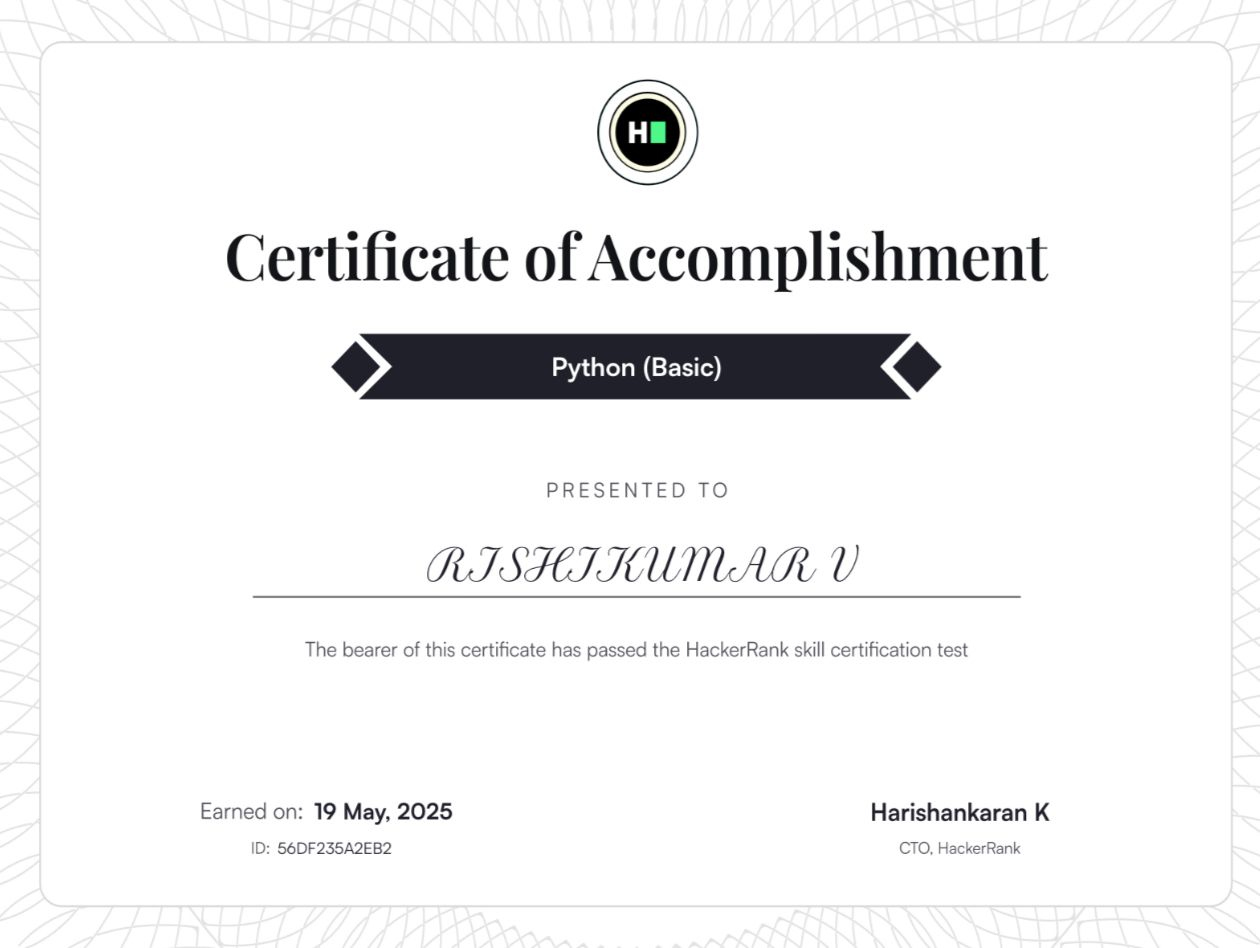 H
Certificate of Accomplishment
Python (Basic)
PRESENTED TO
RISHIKUMAR V
The bearer of this certificate has passed the HackerRank skill certification test
Earned on: 19 May, 2025
ID: 56DF235A2EB2
Harishankaran K
CTO, HackerRank